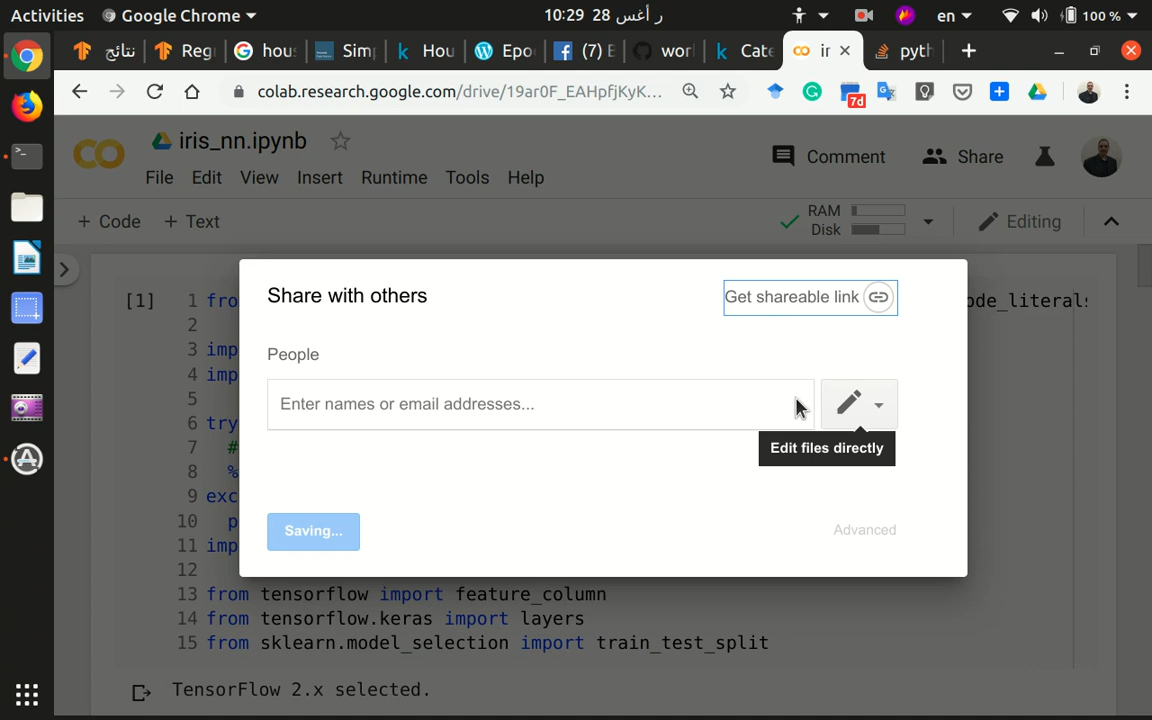 Activities Google Chrome 10:29 28 ر أغس en 100 %
نتائج Reg hou Sim Hou Epo (7) E wor Cate ir pyth
colab.research.google.com/drive/19arOF_EAHpfjKyK... 7d
iris_nn.ipynb
Comment Share
File Edit View Insert Runtime Tools Help
+ Code + Text RAM Disk Editing
Share with others Get shareable link
[1] 1 fro ode_literals
2
People
3 imp
4 imp
5
Enter names or email addresses...
6 try
7 #
Edit files directly
8 %
9 exc
10 p
Saving... Advanced
11 imp
12
13 from tensorflow import feature_column
14 from tensorflow.keras import layers
15 from sklearn.model_selection import train_test_split
TensorFlow 2.x selected.